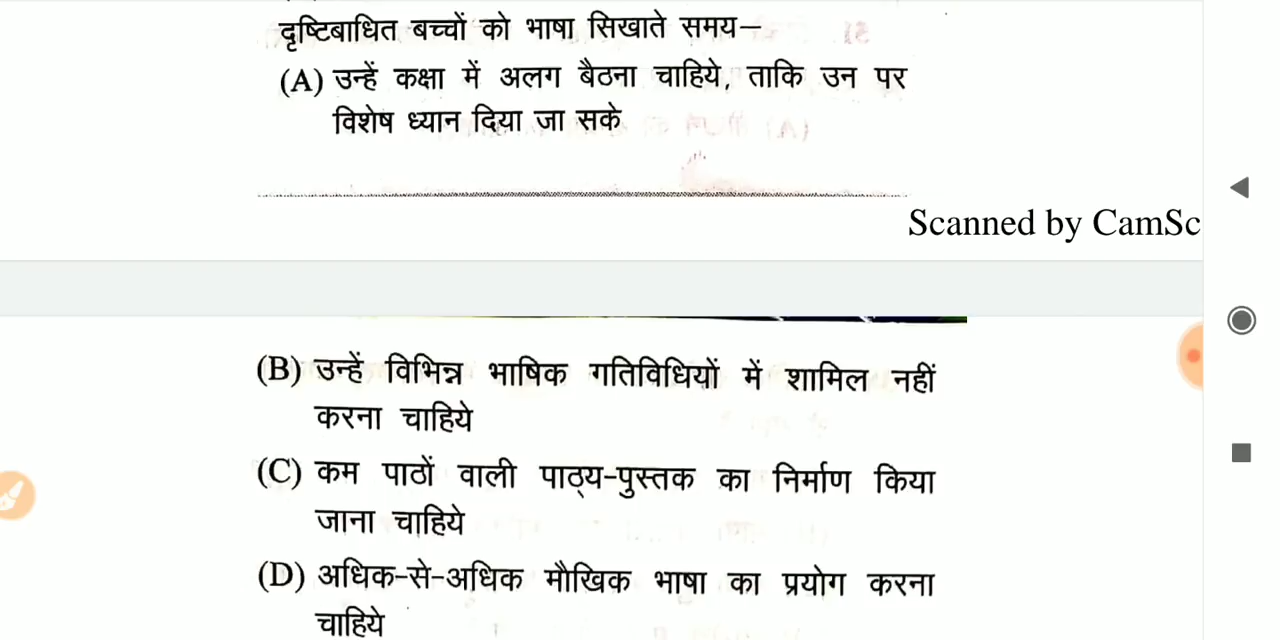 दृष्टिबाधित बच्चों को भाषा सिखाते समय—
(A) उन्हें कक्षा में अलग बैठना चाहिये, ताकि उन पर
विशेष ध्यान दिया जा सके
Scanned by CamSc
(B) उन्हें विभिन्न भाषिक गतिविधियों में शामिल नहीं
करना चाहिये
(C) कम पाठों वाली पाठ्य-पुस्तक का निर्माण किया
जाना चाहिये
(D) अधिक-से-अधिक मौखिक भाषा का प्रयोग करना
चाहिये